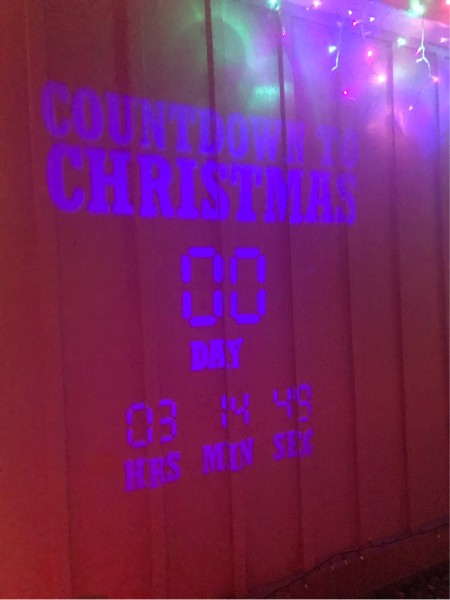 COUNTDOWN TO
CHRISTMAS
00
DAY
03 14 49
HRS MIN SEC